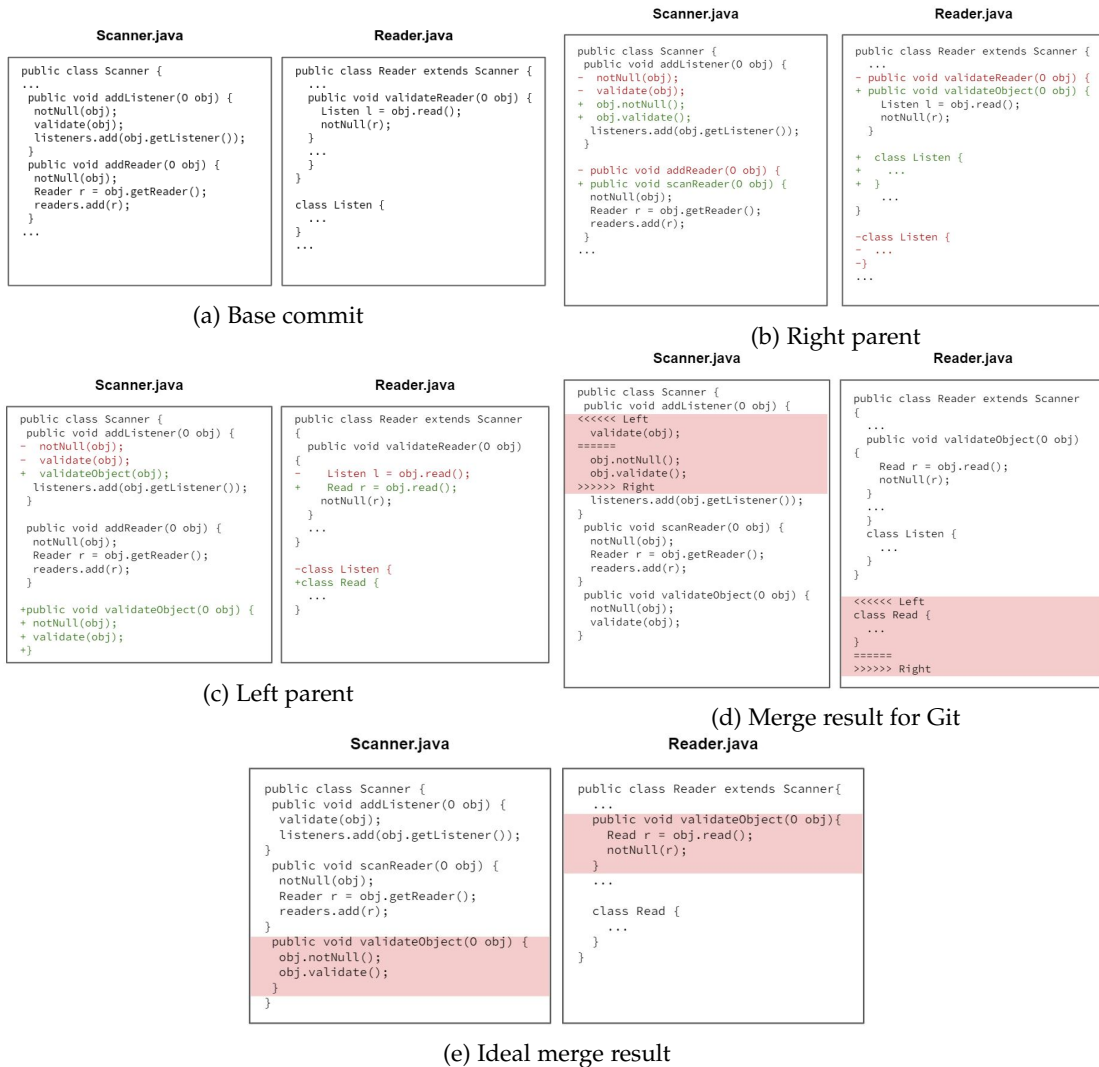 Scanner.java
Reader.java
public class Scanner {
...
public void addListener(O obj) {
notNull(obj);
validate(obj);
listeners.add(obj.getListener());
}
public void addReader(O obj) {
notNull(obj);
Reader r = obj.getReader();
readers.add(r);
}
...
public class Reader extends Scanner {
...
public void validateReader() {
Listen l = obj.read();
notNull(r);
}
...
}
}
class Listen {
...
}
...
(a) Base commit
Scanner.java
Reader.java
public class Scanner {
public void addListener(O obj) {
- notNull(obj);
- validate(obj);
+ obj.notNull();
+ obj.validate();
listeners.add(obj.getListener());
}
- public void addReader(O obj) {
+ public void scanReader(O obj) {
notNull(obj);
Reader r = obj.getReader();
readers.add(r);
}
...
public class Reader extends Scanner {
...
- public void validateReader() {
+ public void validateObject() {
Listen l = obj.read();
notNull(r);
}
+ class Listen {
+ ...
+ }
...
}
-class Listen {
- ...
-}
...
(b) Right parent
Scanner.java
Reader.java
public class Scanner {
public void addListener(O obj) {
- notNull(obj);
- validate(obj);
+ validateObject(obj);
listeners.add(obj.getListener());
}
public void addReader(O obj) {
notNull(obj);
Reader r = obj.getReader();
readers.add(r);
}
+public void validateObject(O obj) {
+ notNull(obj);
+ validate(obj);
+}
public class Reader extends Scanner
{
public void validateReader()
{
- Listen l = obj.read();
+ Read r = obj.read();
notNull(r);
}
...
}
-class Listen {
+class Read {
...
}
(c) Left parent
Scanner.java
Reader.java
public class Scanner {
public void addListener(O obj) {
<<<<<< Left
validate(obj);
======
obj.notNull();
obj.validate();
>>>>>> Right
listeners.add(obj.getListener());
}
public void scanReader(O obj) {
notNull(obj);
Reader r = obj.getReader();
readers.add(r);
}
public void validateObject(O obj) {
notNull(obj);
validate(obj);
}
public class Reader extends Scanner
{
...
public void validateObject()
{
Read r = obj.read();
notNull(r);
}
...
}
class Listen {
...
}
}
<<<<<< Left
class Read {
...
}
======
>>>>>> Right
(d) Merge result for Git
Scanner.java
Reader.java
public class Scanner {
public void addListener(O obj) {
validate(obj);
listeners.add(obj.getListener());
}
public void scanReader(O obj) {
notNull(obj);
Reader r = obj.getReader();
readers.add(r);
}
public void validateObject(O obj) {
obj.notNull();
obj.validate();
}
}
public class Reader extends Scanner{
...
public void validateObject(O obj){
Read r = obj.read();
notNull(r);
}
...
class Read {
...
}
}
(e) Ideal merge result